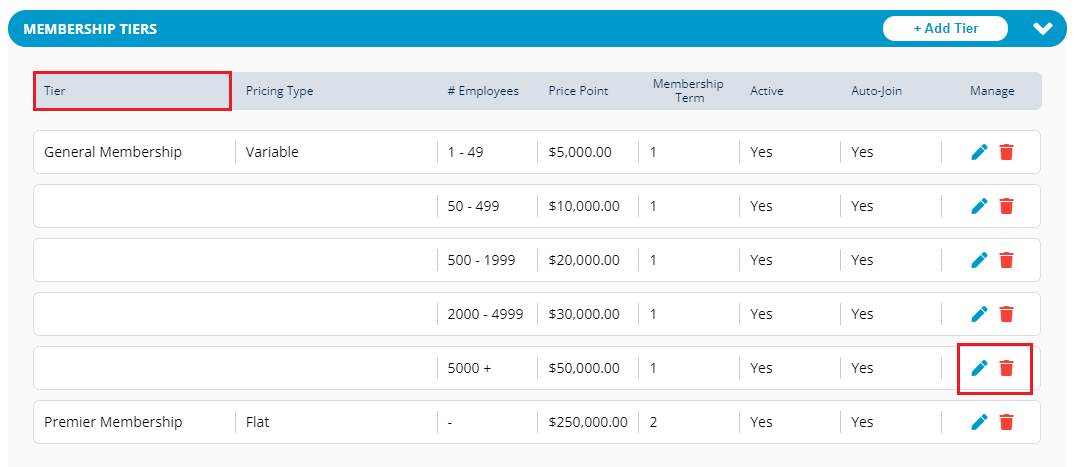 MEMBERSHIP TIERS + Add Tier
Tier Pricing Type # Employees Price Point Membership Term Active Auto-Join Manage
General Membership Variable 1 - 49 $5,000.00 1 Yes Yes
50 - 499 $10,000.00 1 Yes Yes
500 - 1999 $20,000.00 1 Yes Yes
2000 - 4999 $30,000.00 1 Yes Yes
5000 + $50,000.00 1 Yes Yes
Premier Membership Flat - $250,000.00 2 Yes Yes